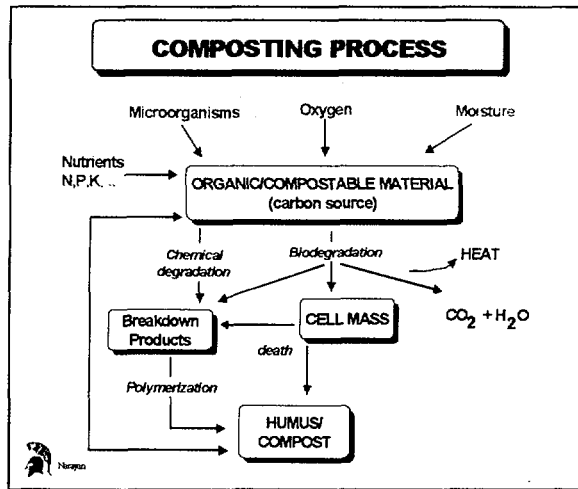 COMPOSTING PROCESS
Microorganisms
Oxygen
Moisture
Nutrients
N,P,K, ..
ORGANIC/COMPOSTABLE MATERIAL
(carbon source)
Chemical
degradation
Biodegradation
HEAT
Breakdown
Products
CELL MASS
CO2 + H2O
death
Polymerization
HUMUS/
COMPOST
Narayan